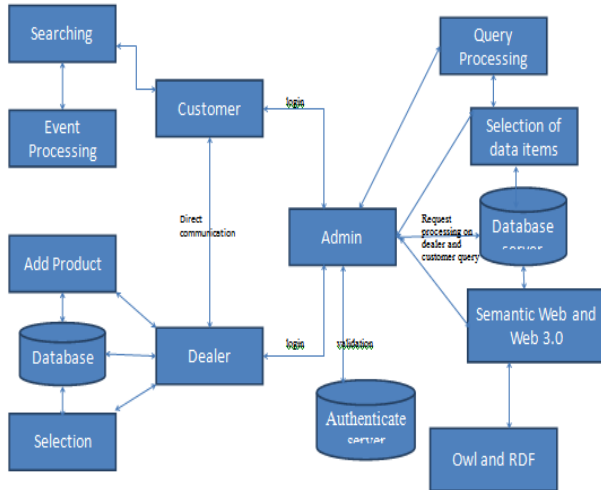 Searching
Event
Processing
Customer
login
Query
Processing
Selection of
data items
Direct
communication
Admin
Request
processing on
dealer and
customer query
Database
server
Add Product
Database
Selection
Dealer
login
validation
Authenticate
server
Semantic Web and
Web 3.0
Owl and RDF